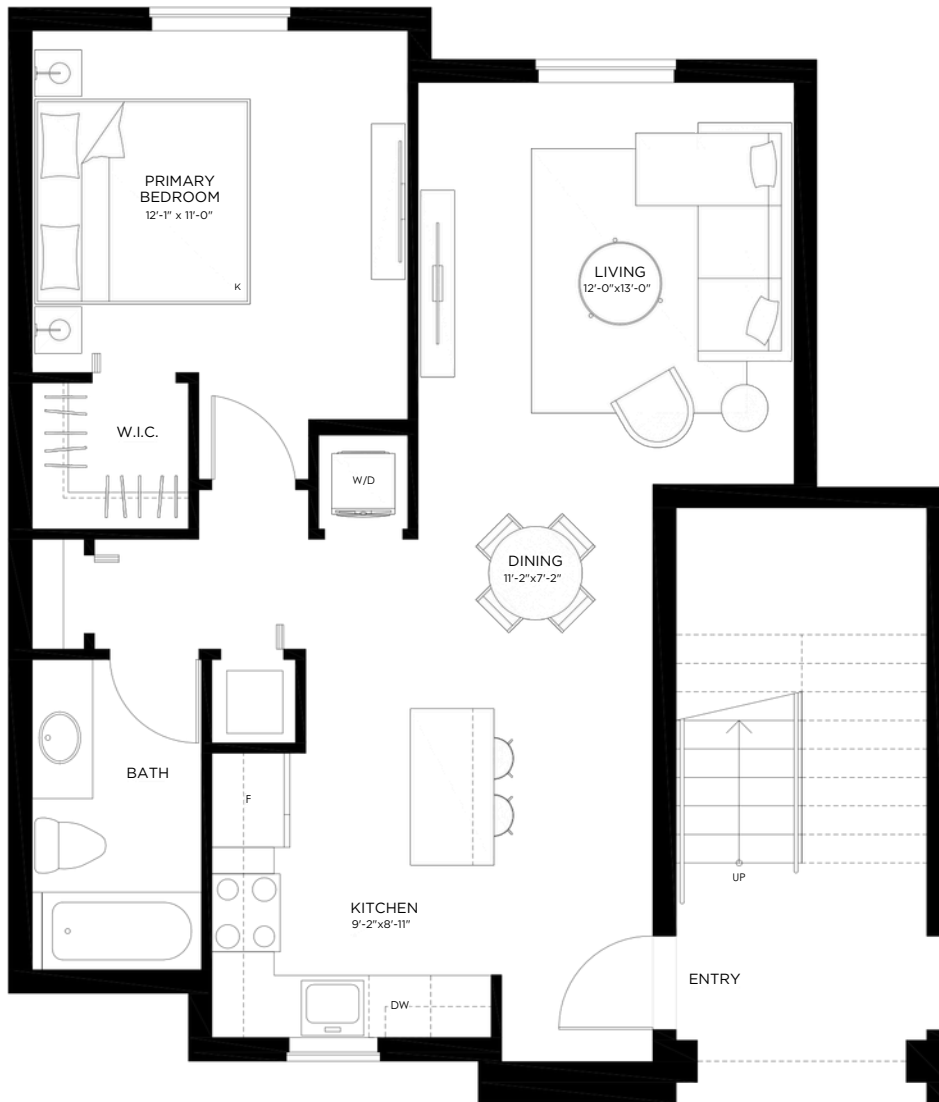 PRIMARY
BEDROOM
12'-1" x 11'-0"
K
LIVING
12'-0"x13'-0"
W.I.C.
W/D
DINING
11'-2"x7'-2"
BATH
F
UP
KITCHEN
9'-2"x8'-11"
ENTRY
DW